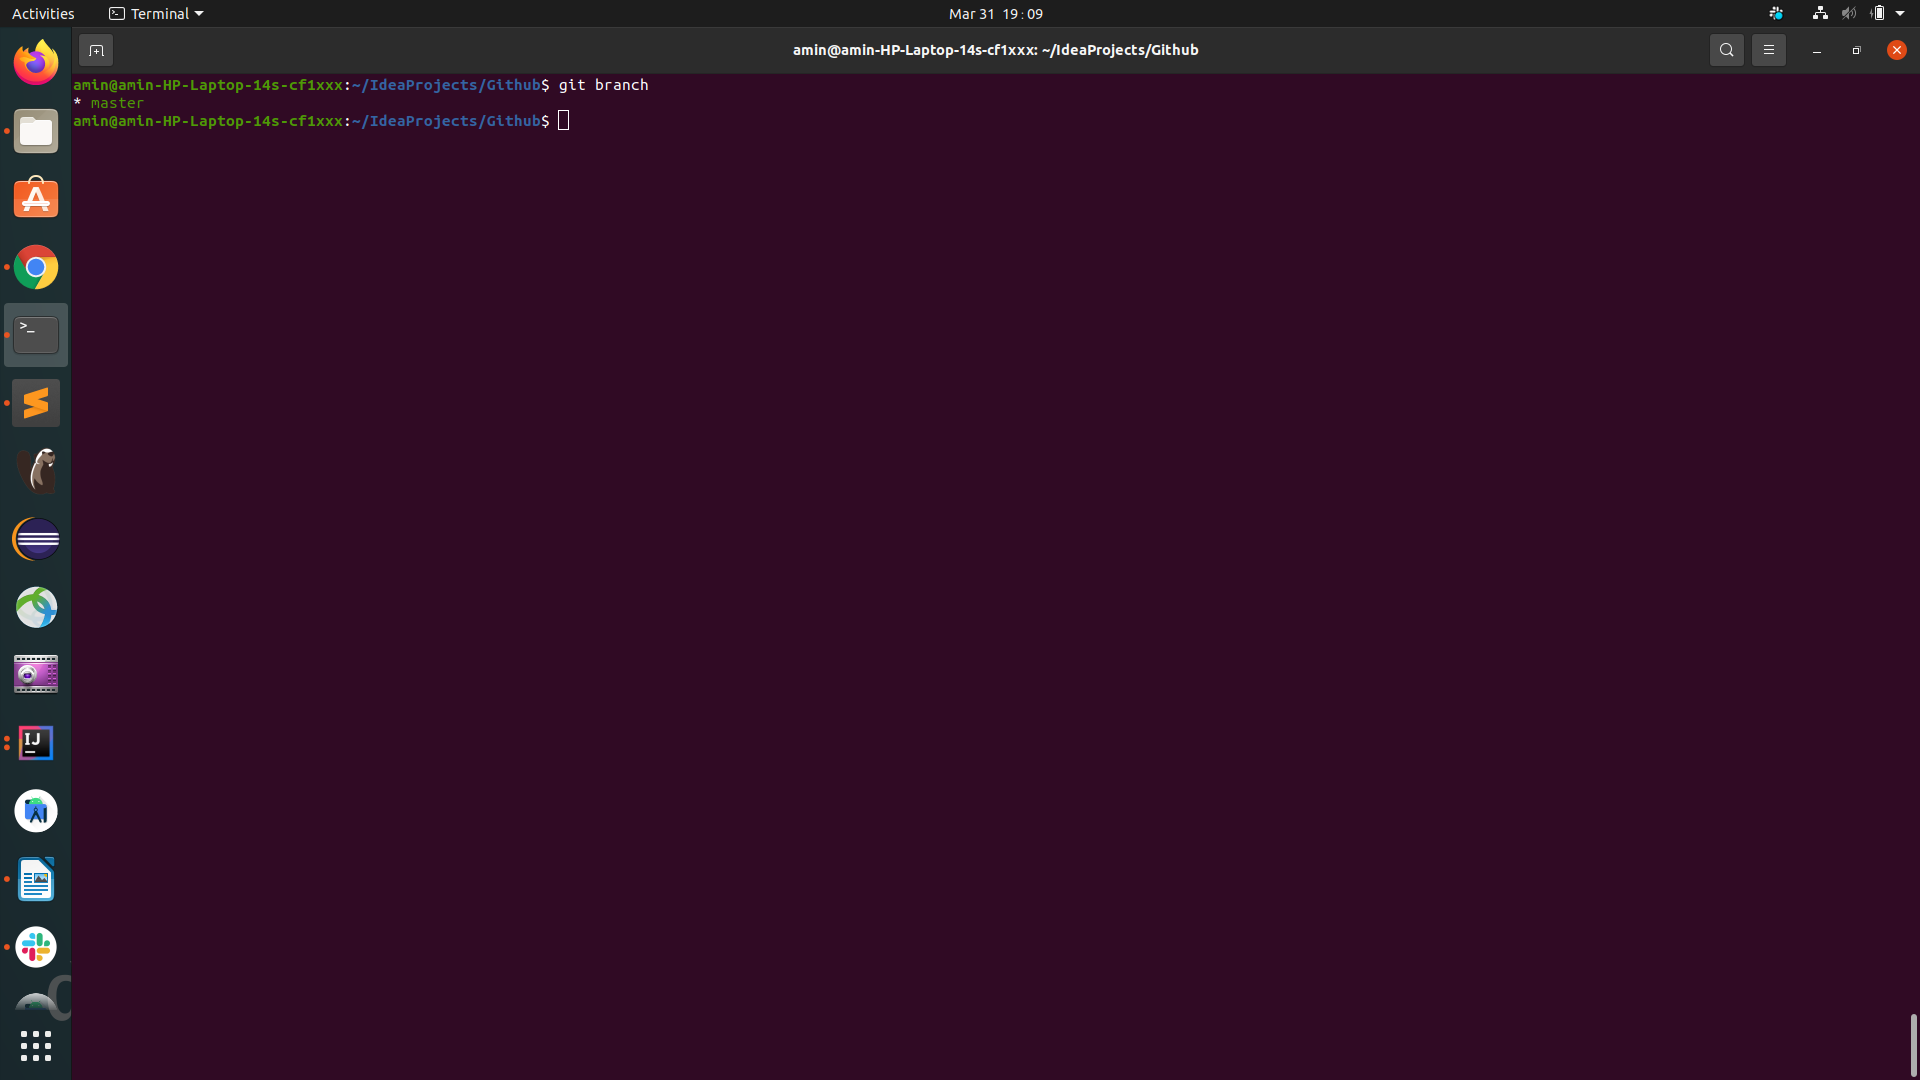 Activities
Terminal
Mar 31 19:09
amin@amin-HP-Laptop-14s-cf1xxx: ~/IdeaProjects/Github
amin@amin-HP-Laptop-14s-cf1xxx:~/IdeaProjects/Github$ git branch
* master
amin@amin-HP-Laptop-14s-cf1xxx:~/IdeaProjects/Github$
>_
IJ